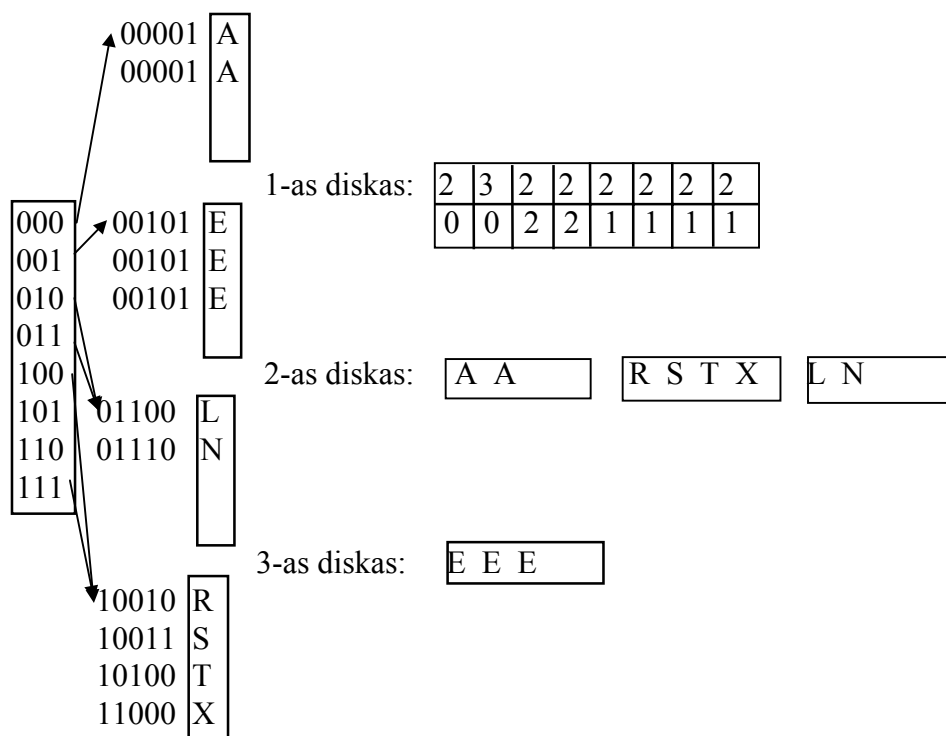 00001 A
00001 A
1-as diskas: 2 3 2 2 2 2 2 2
0 0 2 2 1 1 1 1
000
001
010
011
100
101
110
111
00101 E
00101 E
00101 E
2-as diskas: A A R S T X L N
01100 L
01110 N
3-as diskas: E E E
10010 R
10011 S
10100 T
11000 X